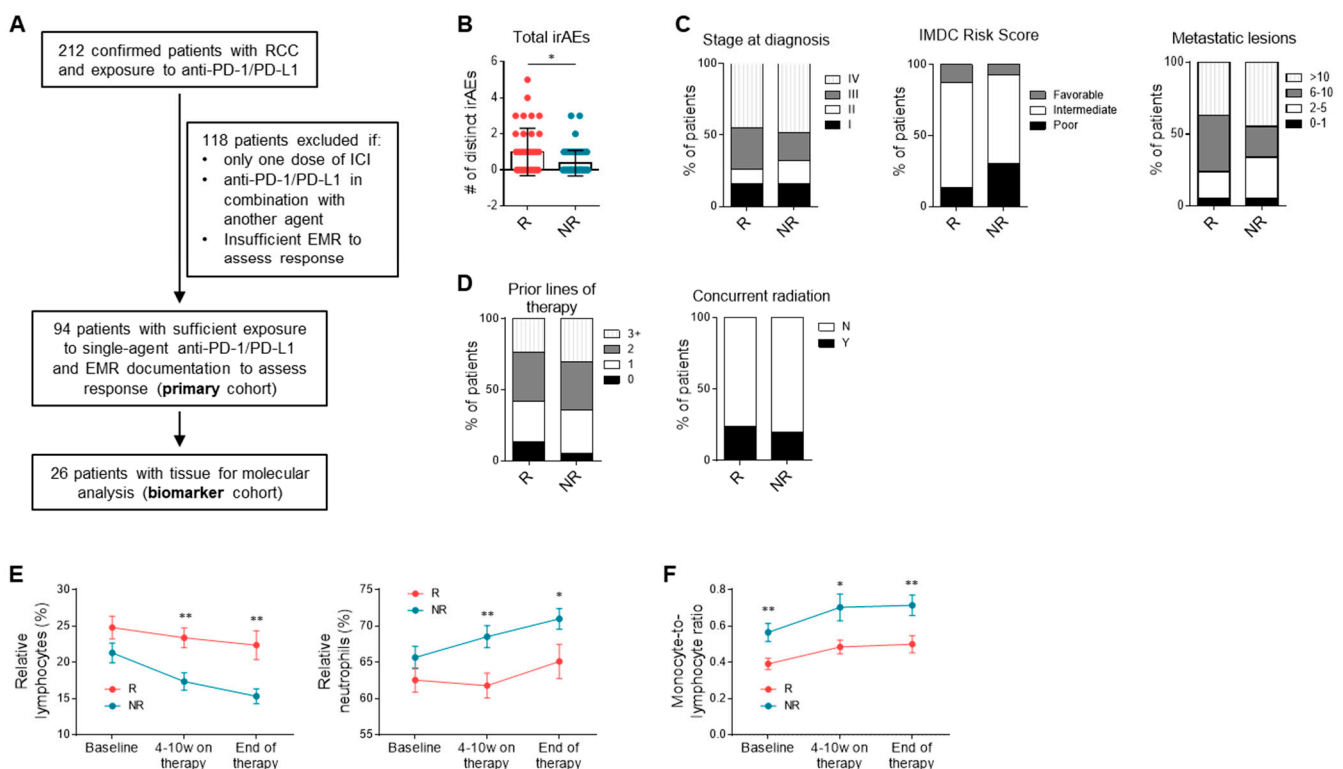 A
212 confirmed patients with RCC
and exposure to anti-PD-1/PD-L1
118 patients excluded if:
• only one dose of ICI
• anti-PD-1/PD-L1 in
combination with
another agent
• Insufficient EMR to
assess response
94 patients with sufficient exposure
to single-agent anti-PD-1/PD-L1
and EMR documentation to assess
response (primary cohort)
26 patients with tissue for molecular
analysis (biomarker cohort)
B
Total irAEs
*
# of distinct irAEs
6
4
2
0
-2
R
NR
C
Stage at diagnosis
% of patients
100
50
0
R
NR
IV
III
II
I
IMDC Risk Score
% of patients
100
50
0
R
NR
Favorable
Intermediate
Poor
Metastatic lesions
% of patients
100
50
0
R
NR
>10
6-10
2-5
0-1
D
Prior lines of
therapy
% of patients
100
50
0
R
NR
3+
2
1
0
Concurrent radiation
% of patients
100
50
0
R
NR
N
Y
E
Relative
lymphocytes (%)
30
25
20
15
10
**
**
R
NR
Baseline
4-10w on
therapy
End of
therapy
Relative
neutrophils (%)
75
70
65
60
55
R
NR
**
*
Baseline
4-10w on
therapy
End of
therapy
F
Monocyte-to-
lymphocyte ratio
0.8
0.6
0.4
0.2
0.0
**
*
**
R
NR
Baseline
4-10w on
therapy
End of
therapy